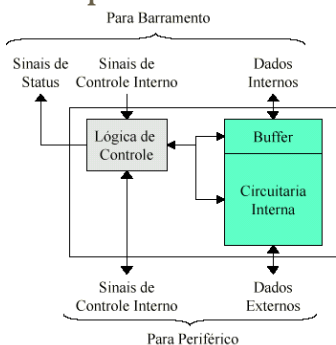 Para Barramento
Sinais de
Status
Sinais de
Controle Interno
Dados
Internos
Lógica de
Controle
Buffer
Circuitaria
Interna
Sinais de
Controle Interno
Dados
Externos
Para Periférico